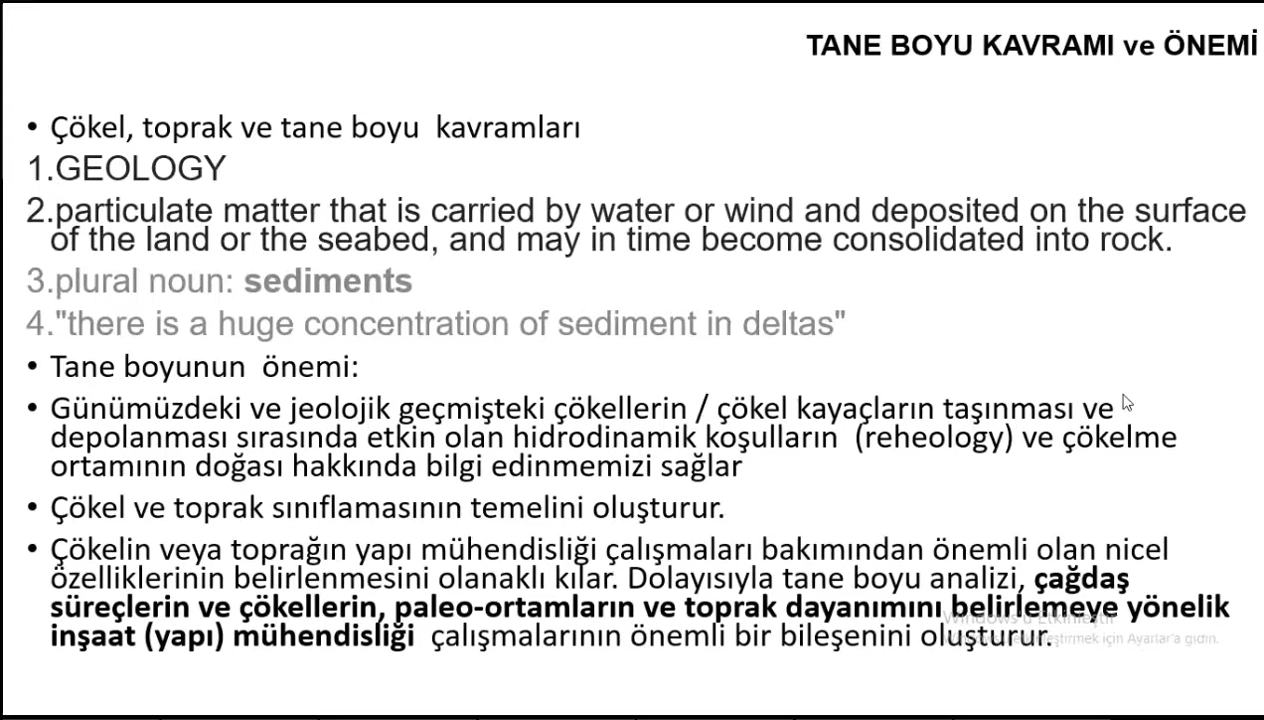 TANE BOYU KAVRAMI ve ÖNEMİ
• Çökel, toprak ve tane boyu kavramları
1.GEOLOGY
2.particulate matter that is carried by water or wind and deposited on the surface
of the land or the seabed, and may in time become consolidated into rock.
3.plural noun: sediments
4."there is a huge concentration of sediment in deltas"
• Tane boyunun önemi:
• Günümüzdeki ve jeolojik geçmişteki çökellerin / çökel kayaçların taşınması ve
depolanması sırasında etkin olan hidrodinamik koşulların (reheology) ve çökelme
ortamının doğası hakkında bilgi edinmemizi sağlar
• Çökel ve toprak sınıflamasının temelini oluşturur.
• Çökelin veya toprağın yapı mühendisliği çalışmaları bakımından önemli olan nicel
özelliklerinin belirlenmesini olanaklı kılar. Dolayısıyla tane boyu analizi, çağdaş
süreçlerin ve çökellerin, paleo-ortamların ve toprak dayanımını belirlemeye yönelik
inşaat (yapı) mühendisliği çalışmalarının önemli bir bileşenini oluşturur.
Windows'u Etkinleştir
Ayarlar'a gidin.